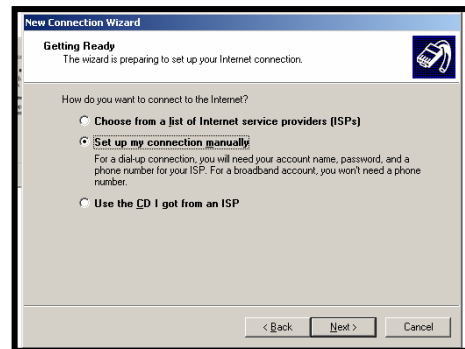 New Connection Wizard
Getting Ready
The wizard is preparing to set up your Internet connection.
How do you want to connect to the Internet?
Choose from a list of Internet service providers (ISPs)
Set up my connection manually
For a dial-up connection, you will need your account name, password, and a
phone number for your ISP. For a broadband account, you won't need a phone
number.
Use the CD I got from an ISP
< Back
Next >
Cancel